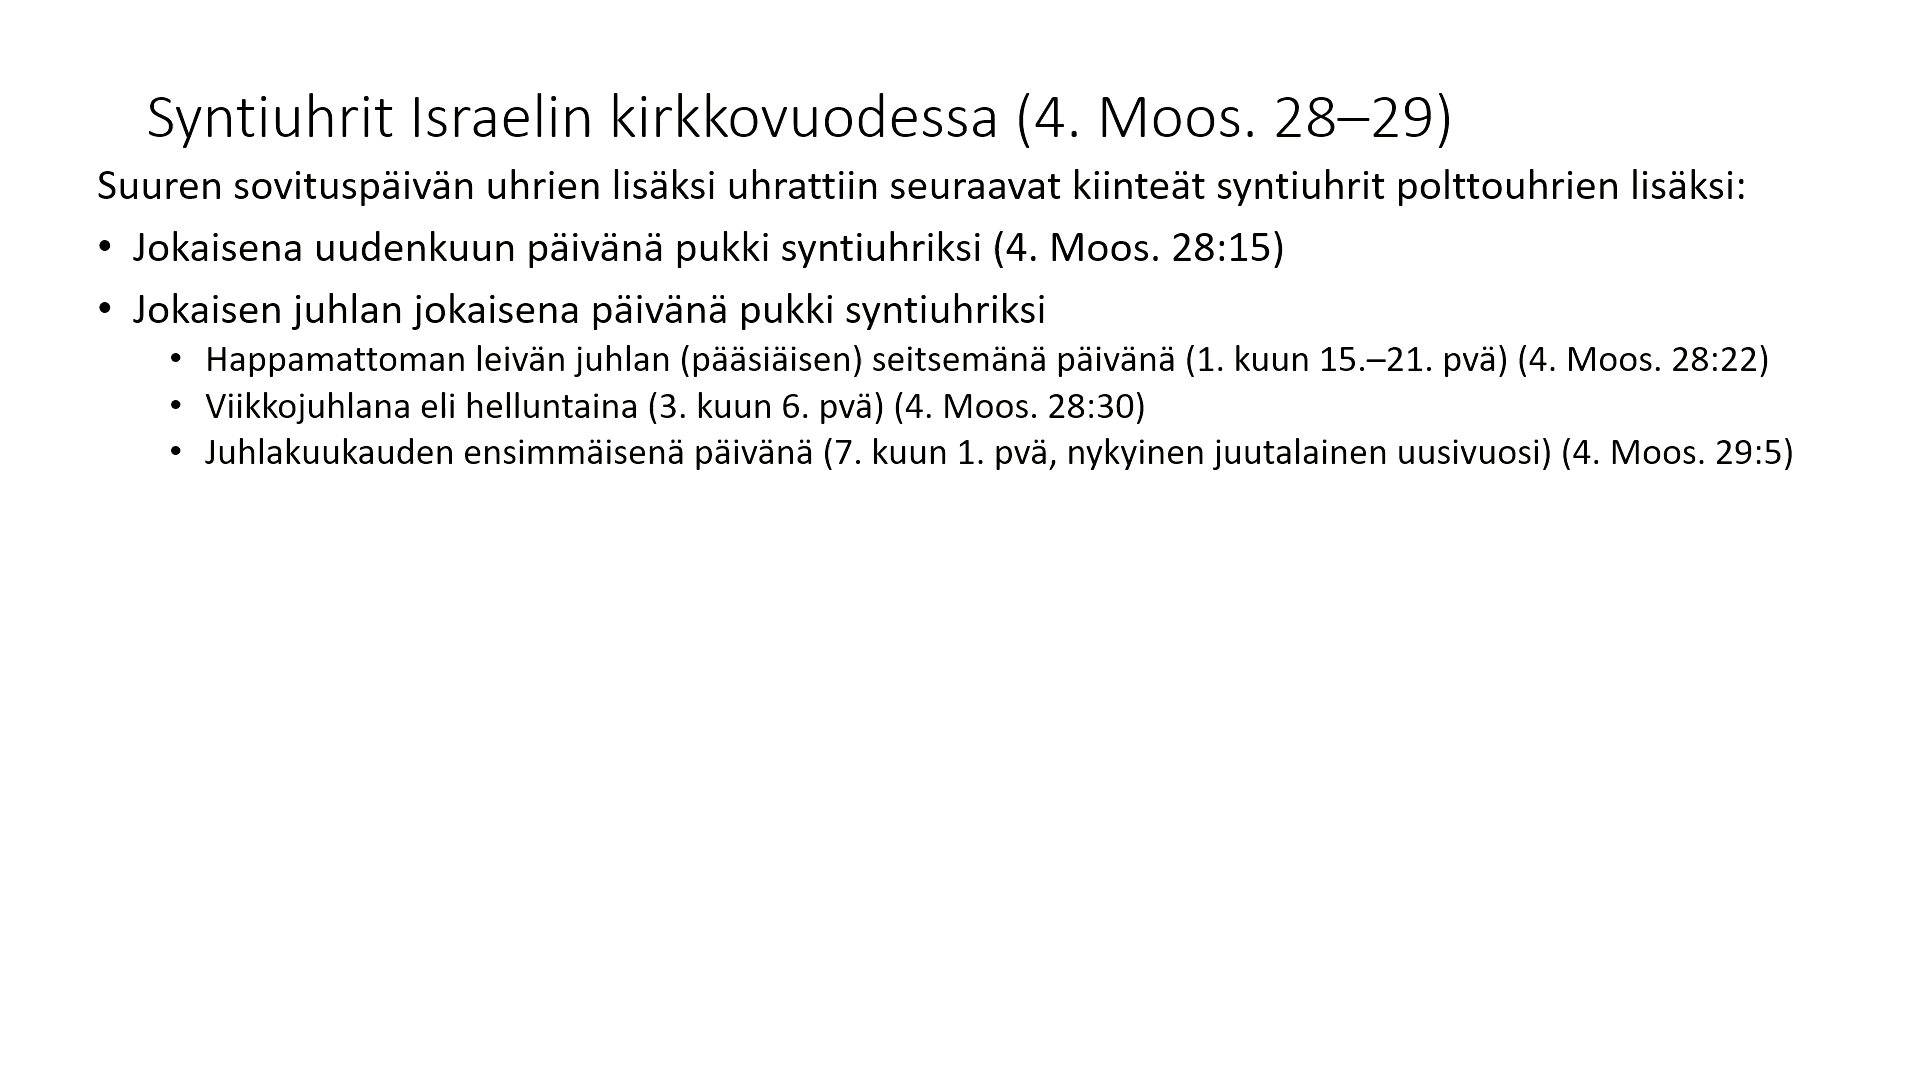 Syntiuhrit Israelin kirkkovuodessa (4. Moos. 28–29)
Suuren sovituspäivän uhrien lisäksi uhrattiin seuraavat kiinteät syntiuhrit polttouhrien lisäksi:
• Jokaisena uudenkuun päivänä pukki syntiuhriksi (4. Moos. 28:15)
• Jokaisen juhlan jokaisena päivänä pukki syntiuhriksi
• Happamattoman leivän juhlan (pääsiäisen) seitsemänä päivänä (1. kuun 15.–21. pvä) (4. Moos. 28:22)
• Viikkojuhlana eli helluntaina (3. kuun 6. pvä) (4. Moos. 28:30)
• Juhlakuukauden ensimmäisenä päivänä (7. kuun 1. pvä, nykyinen juutalainen uusivuosi) (4. Moos. 29:5)